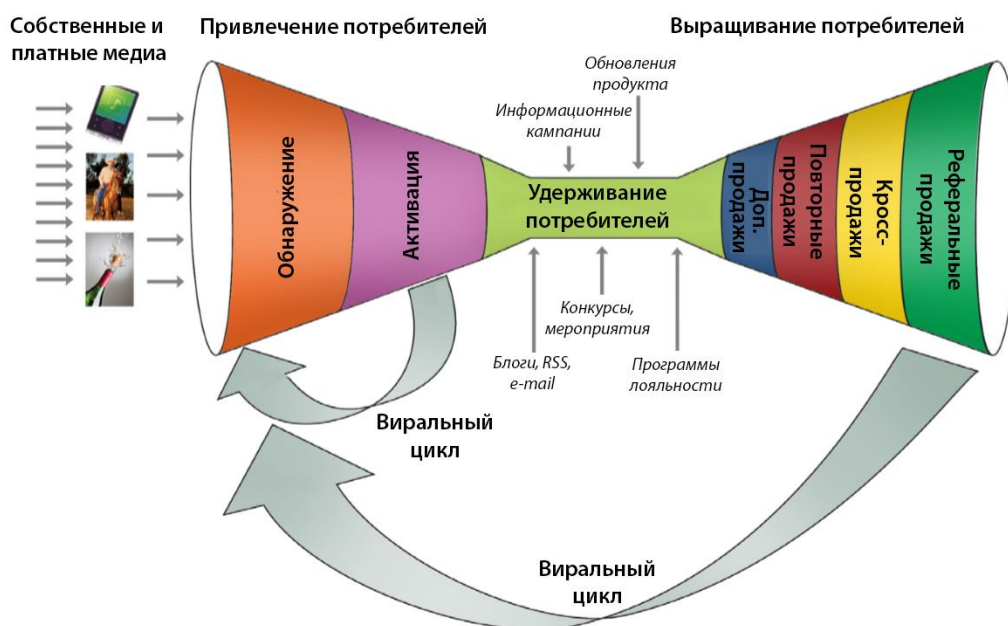 Собственные и
платные медиа
Привлечение потребителей
Выращивание потребителей
Обновления
продукта
Информационные
кампании
Обнаружение
Активация
Удерживание
потребителей
Доп.
продажи
Повторные
продажи
Кросс-
продажи
Реферальные
продажи
Конкурсы,
мероприятия
Блоги, RSS,
e-mail
Программы
лояльности
Виральный
цикл
Виральный
цикл